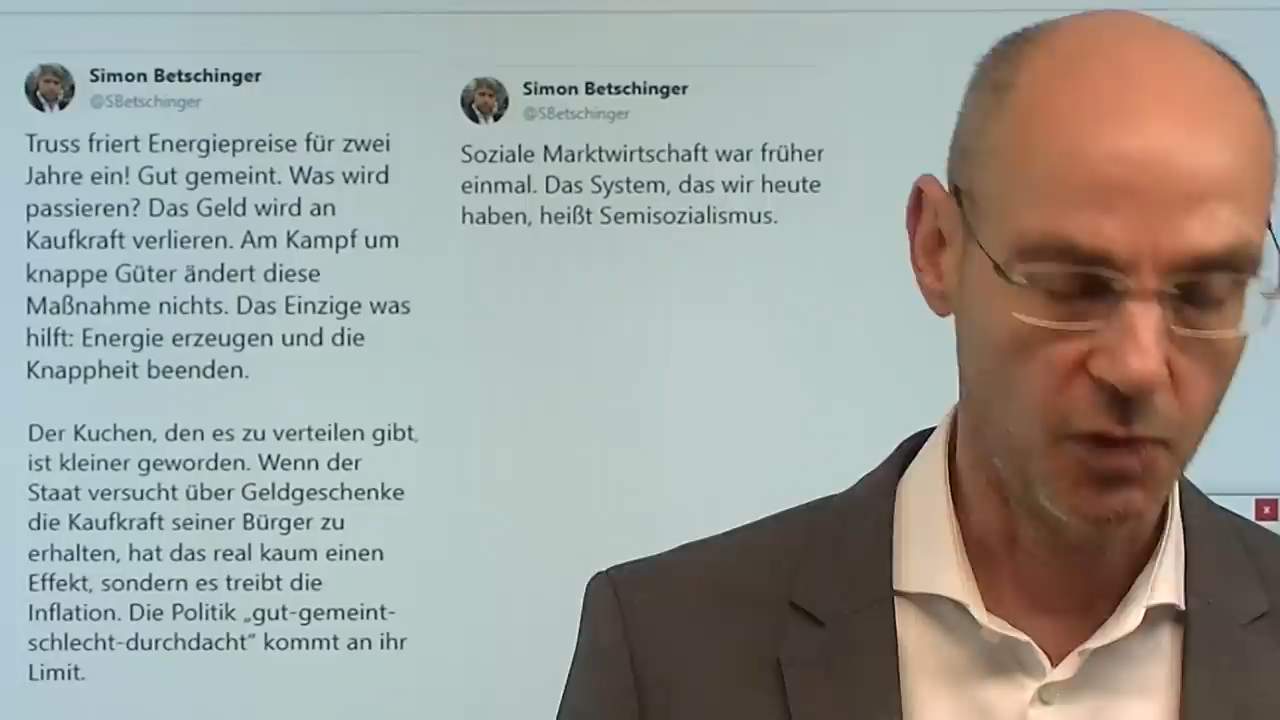 Simon Betschinger
@SBetschinger
Truss friert Energiepreise für zwei
Jahre ein! Gut gemeint. Was wird
passieren? Das Geld wird an
Kaufkraft verlieren. Am Kampf um
knappe Güter ändert diese
Maßnahme nichts. Das Einzige was
hilft: Energie erzeugen und die
Knappheit beenden.
Der Kuchen, den es zu verteilen gibt,
ist kleiner geworden. Wenn der
Staat versucht über Geldgeschenke
die Kaufkraft seiner Bürger zu
erhalten, hat das real kaum einen
Effekt, sondern es treibt die
Inflation. Die Politik „gut-gemeint-
schlecht-durchdacht“ kommt an ihr
Limit.
Simon Betschinger
@SBetschinger
Soziale Marktwirtschaft war früher
einmal. Das System, das wir heute
haben, heißt Semisozialismus.
x